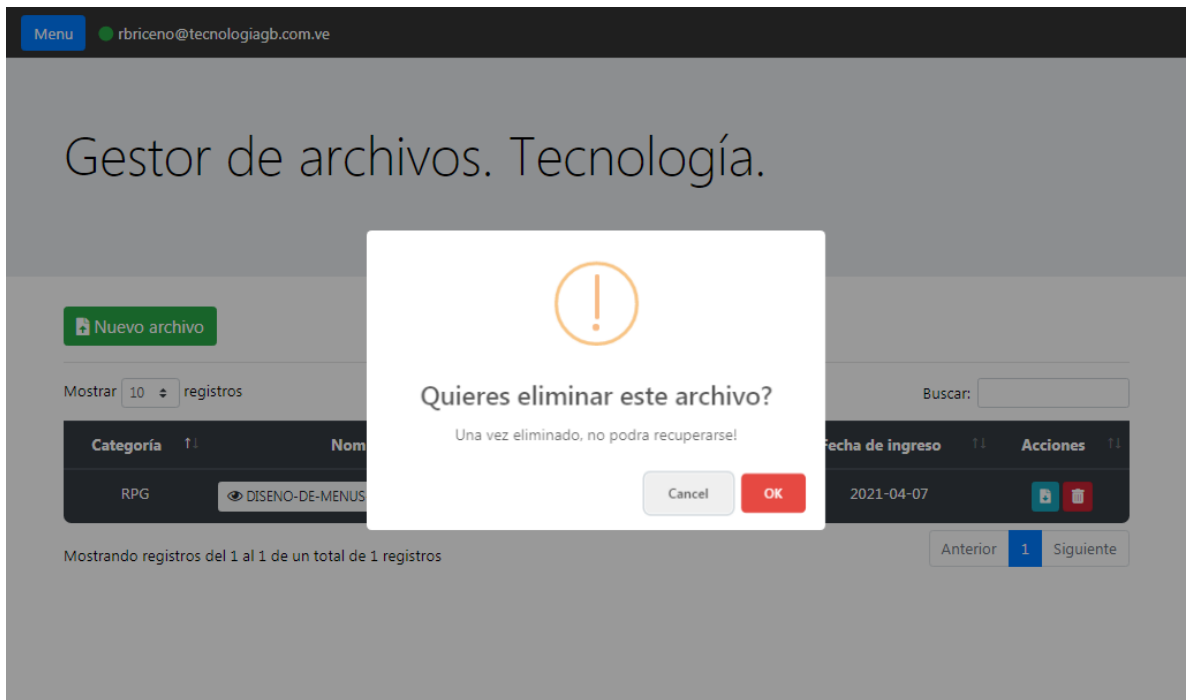 Menu rbriceno@tecnologiagb.com.ve
Gestor de archivos. Tecnología.
Nuevo archivo
Mostrar 10 registros
Buscar:
Quieres eliminar este archivo?
Una vez eliminado, no podra recuperarse!
Cancel OK
Categoría de ingreso Acciones
RPG DISENO-DE-MENUS 2021-04-07
Mostrando registros del 1 al 1 de un total de 1 registros
Anterior 1 Siguiente